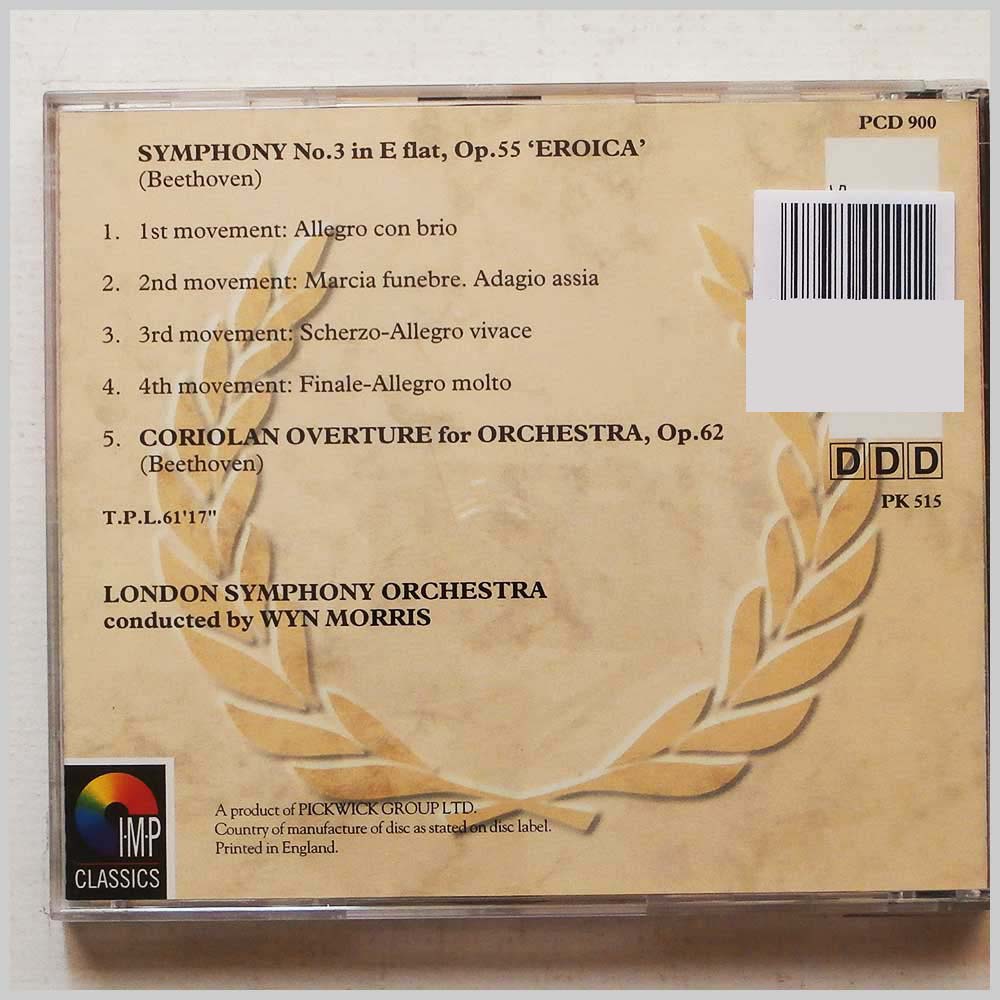 PCD 900
SYMPHONY No.3 in E flat, Op.55 ‘EROICA’
(Beethoven)
1. 1st movement: Allegro con brio
2. 2nd movement: Marcia funebre. Adagio assia
3. 3rd movement: Scherzo-Allegro vivace
4. 4th movement: Finale-Allegro molto
5. CORIOLAN OVERTURE for ORCHESTRA, Op.62
(Beethoven)
DDD
PK 515
T.P.L.61'17"
LONDON SYMPHONY ORCHESTRA
conducted by WYN MORRIS
I·M·P
CLASSICS
A product of PICKWICK GROUP LTD.
Country of manufacture of disc as stated on disc label.
Printed in England.